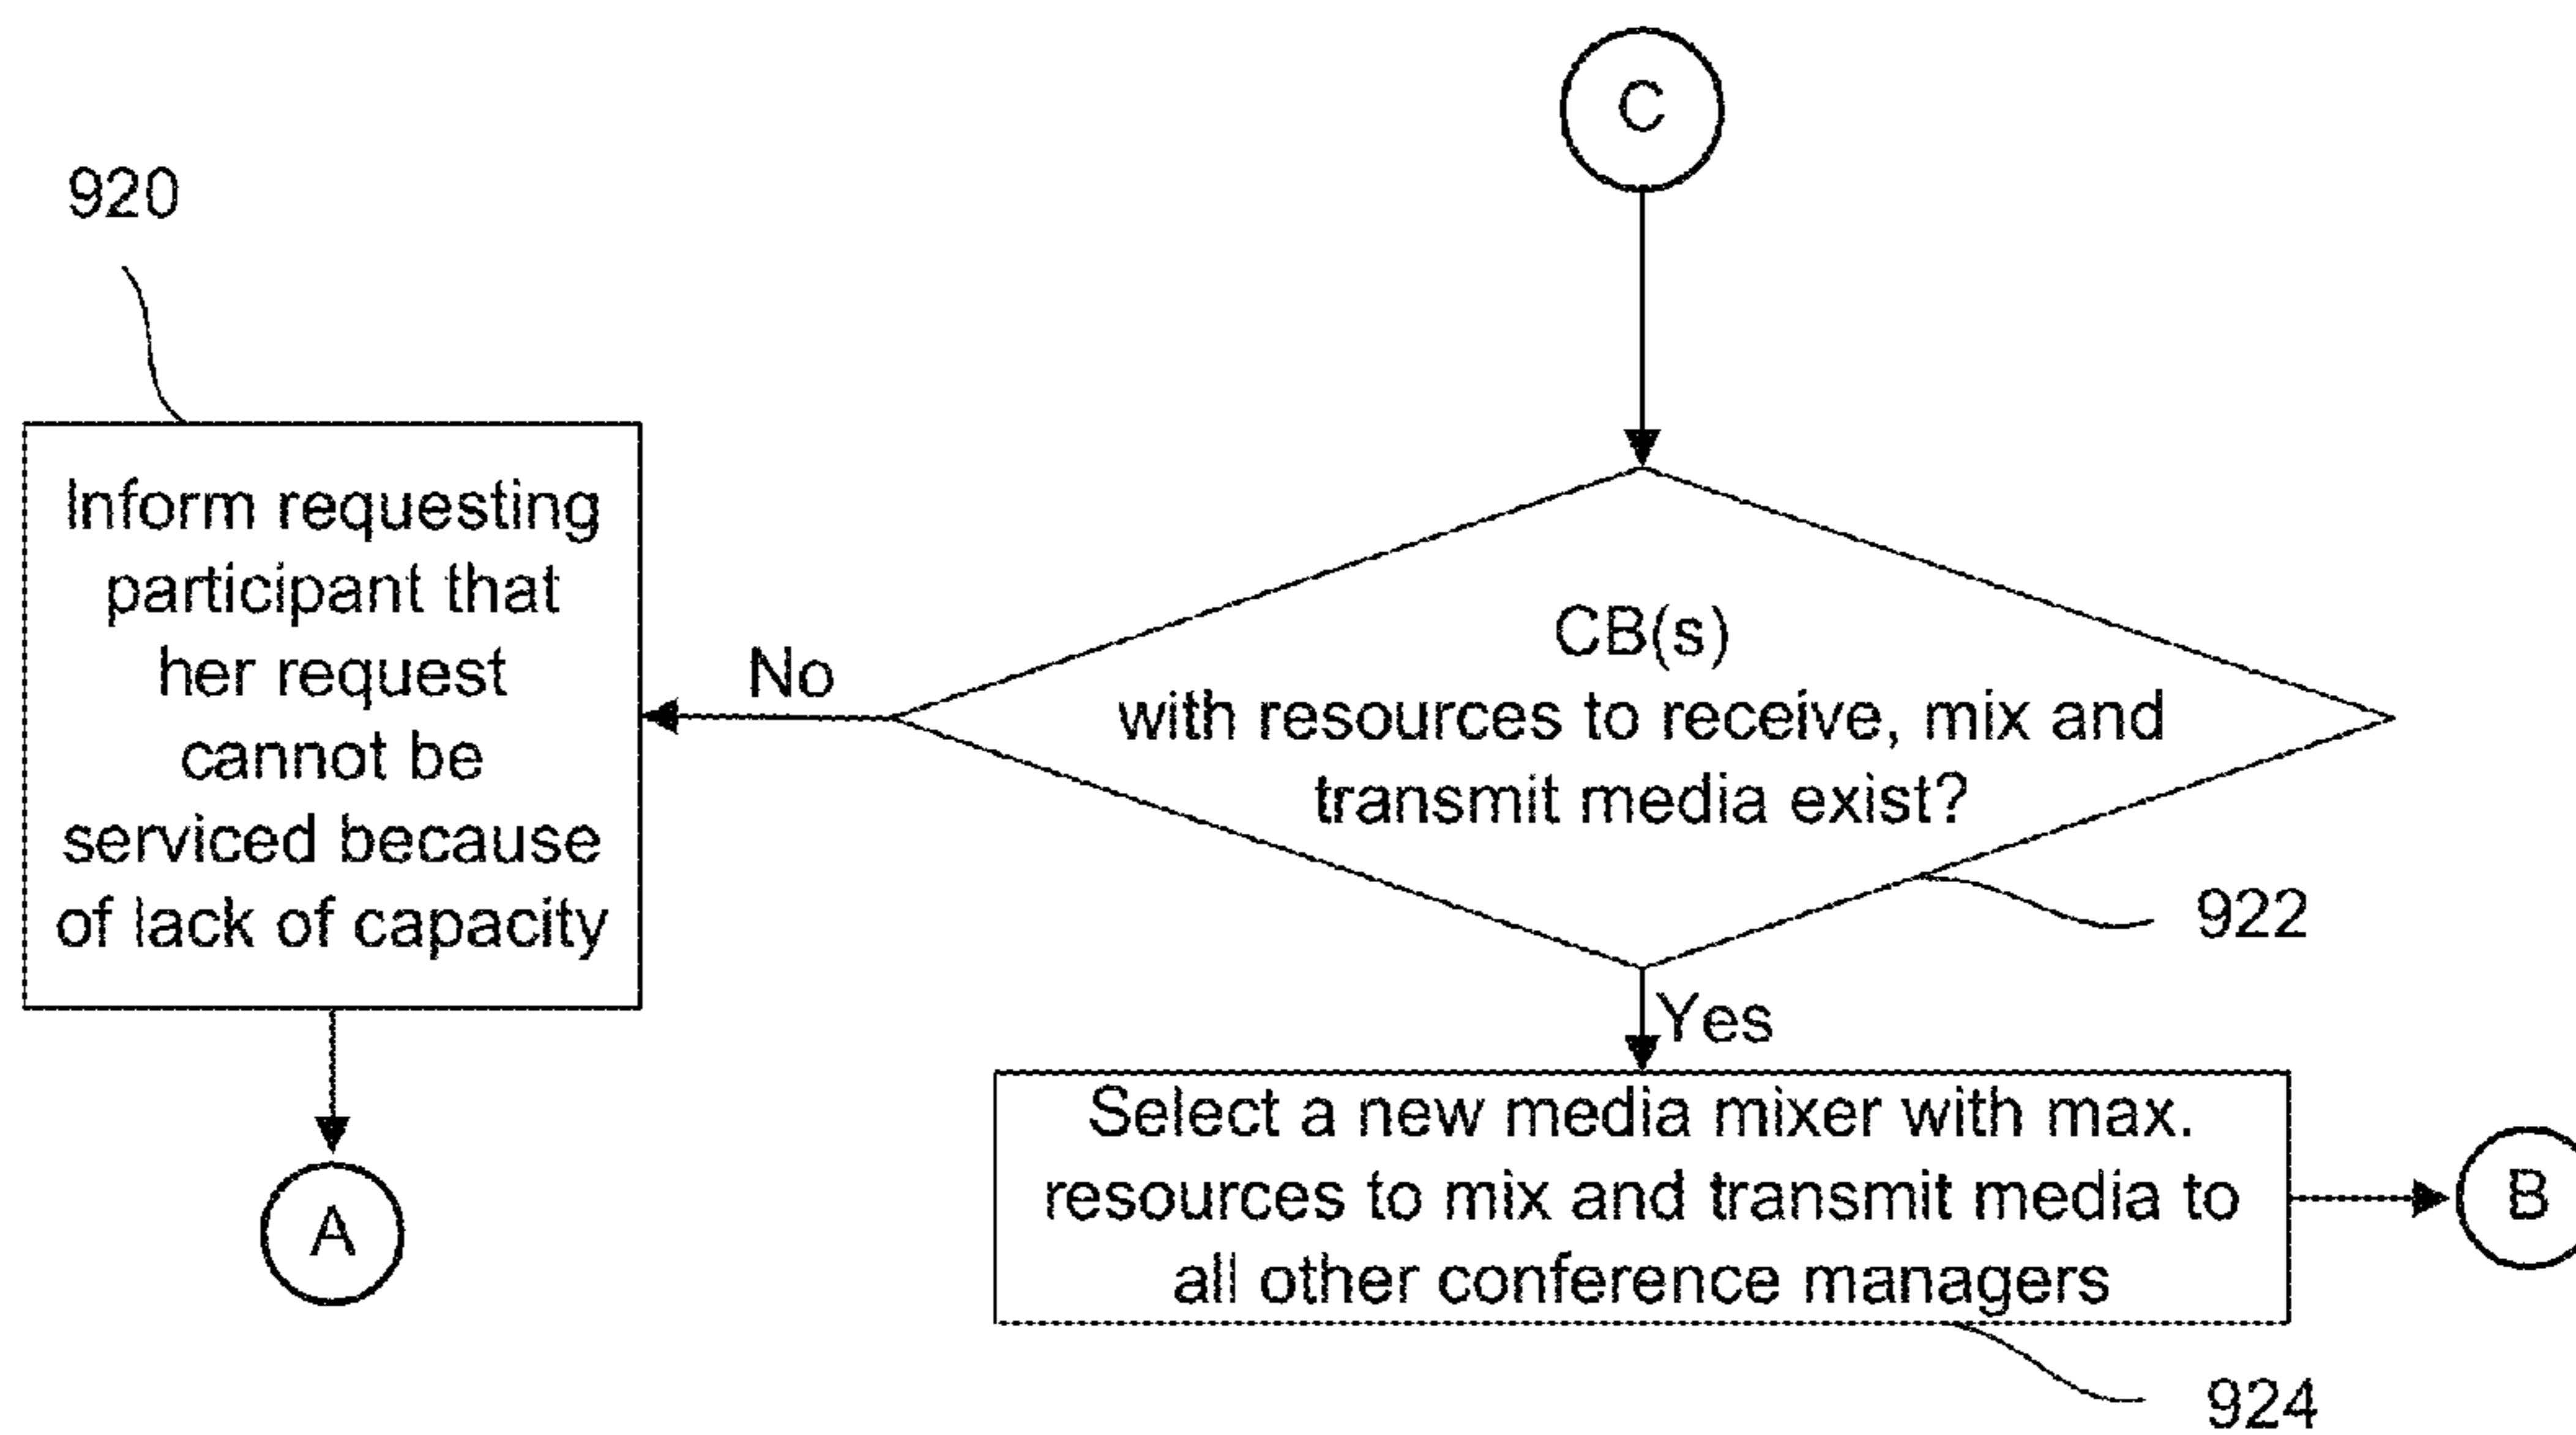 C
920
Inform requesting
participant that
her request
cannot be
serviced because
of lack of capacity
No
CB(s)
with resources to receive, mix and
transmit media exist?
922
Yes
Select a new media mixer with max.
resources to mix and transmit media to
all other conference managers
B
A
924